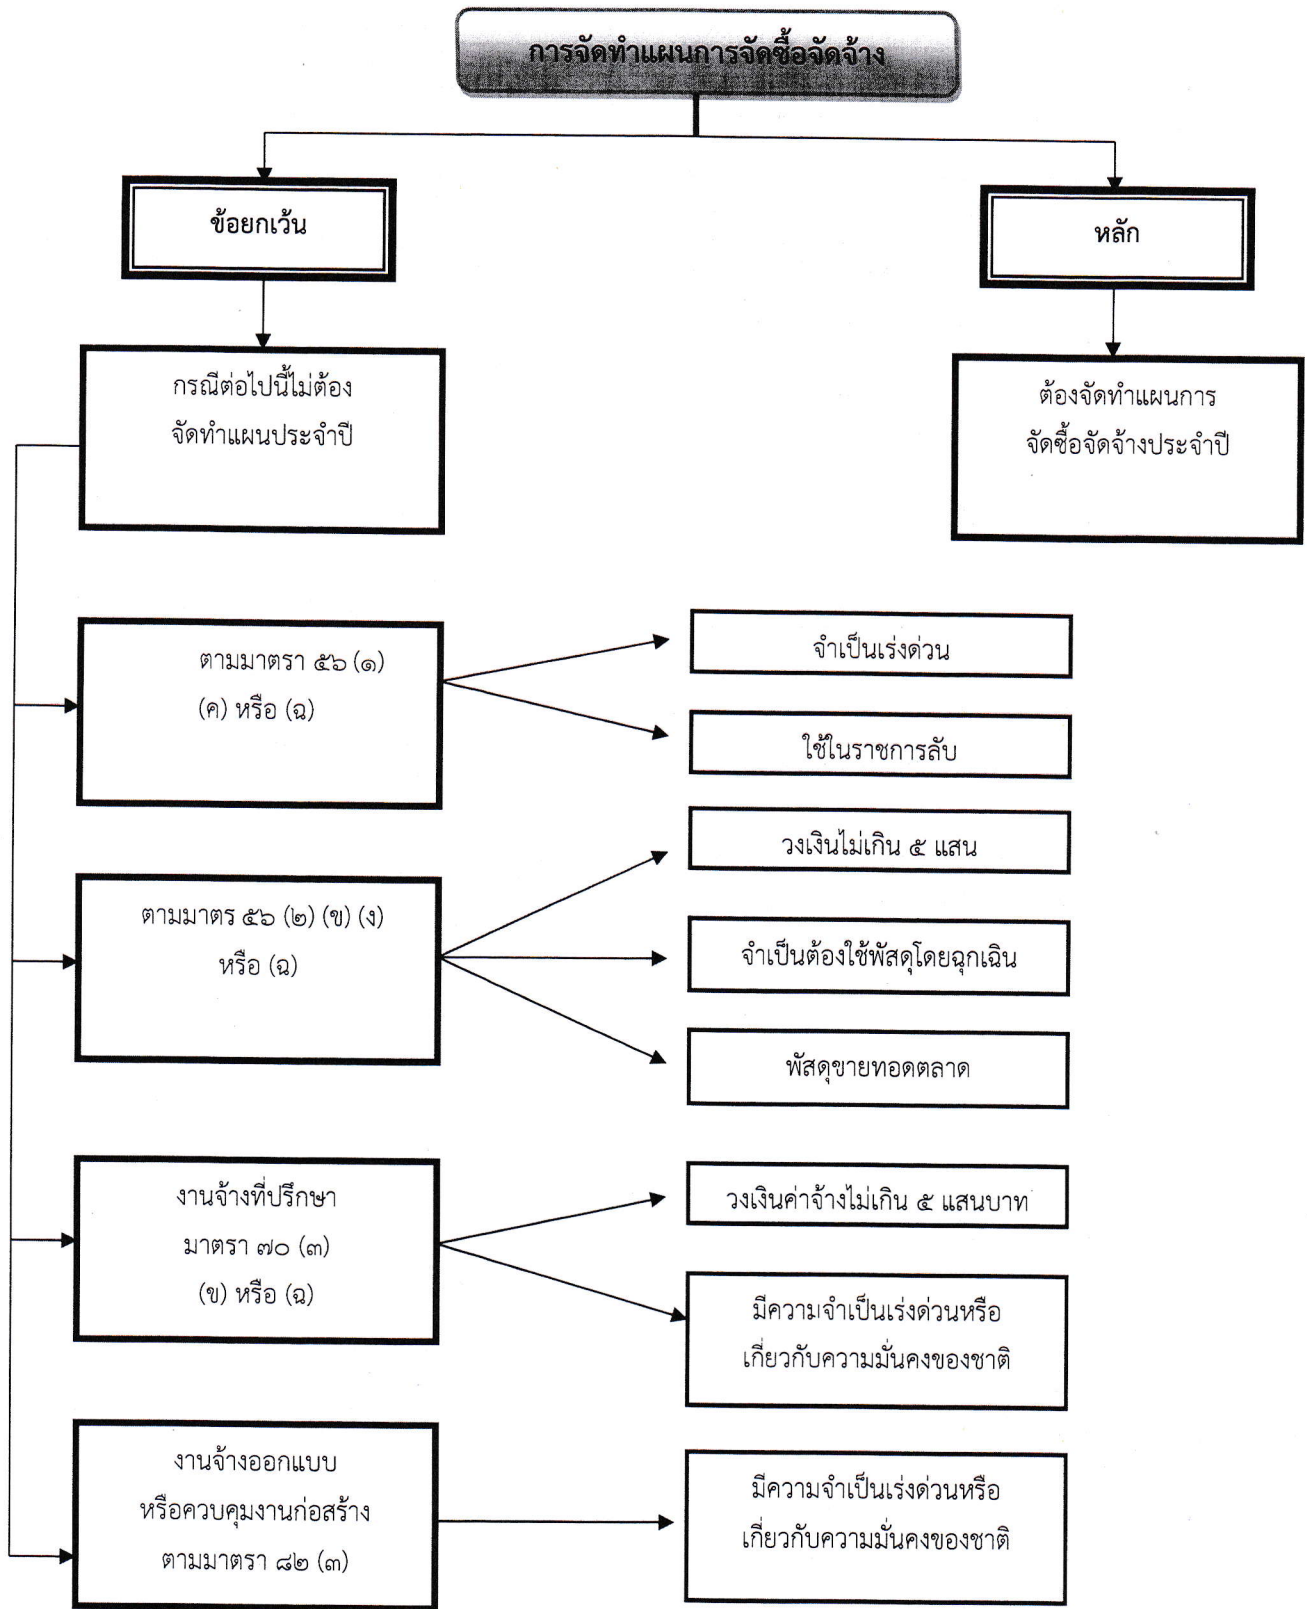 การจัดทำแผนการจัดซื้อจัดจ้าง
ข้อยกเว้น
หลัก
กรณีต่อไปนี้ไม่ต้อง
จัดทำแผนประจำปี
ต้องจัดทำแผนการ
จัดซื้อจัดจ้างประจำปี
ตามมาตรา ๕๖ (๑)
(ค) หรือ (ฉ)
จำเป็นเร่งด่วน
ใช้ในราชการลับ
ตามมาตร ๕๖ (๒) (ข) (ง)
หรือ (ฉ)
วงเงินไม่เกิน ๕ แสน
จำเป็นต้องใช้พัสดุโดยฉุกเฉิน
พัสดุขายทอดตลาด
งานจ้างที่ปรึกษา
มาตรา ๗๐ (๓)
(ข) หรือ (ฉ)
วงเงินค่าจ้างไม่เกิน ๕ แสนบาท
มีความจำเป็นเร่งด่วนหรือ
เกี่ยวกับความมั่นคงของชาติ
งานจ้างออกแบบ
หรือควบคุมงานก่อสร้าง
ตามมาตรา ๘๒ (๓)
มีความจำเป็นเร่งด่วนหรือ
เกี่ยวกับความมั่นคงของชาติ